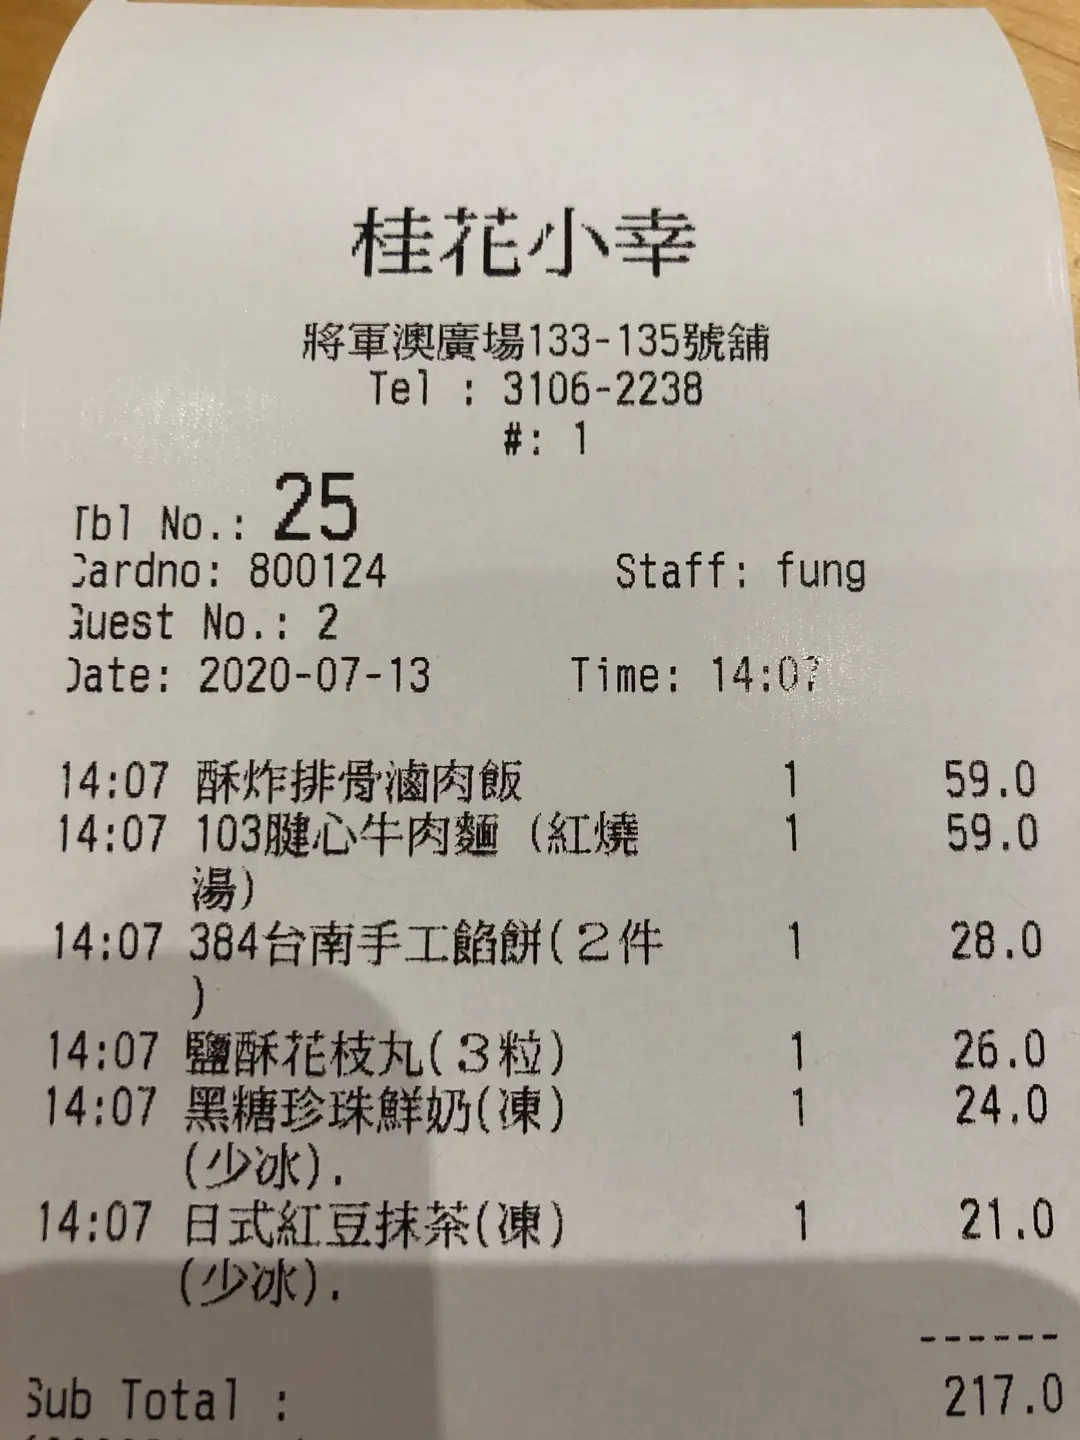 桂花小幸
將軍澳廣場133-135號舖
Tel : 3106-2238
#: 1
Tbl No.: 25
Cardno: 800124 Staff: fung
Guest No.: 2
Date: 2020-07-13 Time: 14:07
14:07 酥炸排骨滷肉飯 1 59.0
14:07 103腱心牛肉麵 (紅燒 1 59.0
湯)
14:07 384台南手工餡餅(2件 1 28.0
)
14:07 鹽酥花枝丸(3粒) 1 26.0
14:07 黑糖珍珠鮮奶(凍) 1 24.0
(少冰).
14:07 日式紅豆抹茶(凍) 1 21.0
(少冰).
------
Sub Total : 217.0